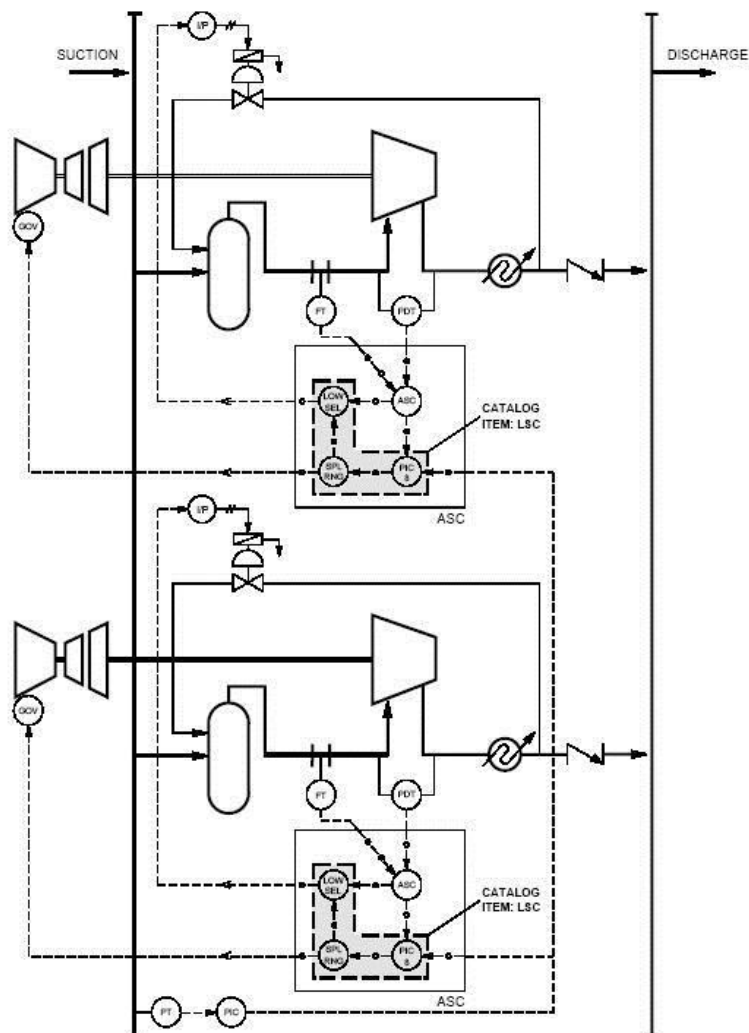 I/P
SUCTION
DISCHARGE
GOV
FT
PDT
LOW
SEL
ASC
CATALOG
ITEM: LSC
SPL
RNG
PIC
ASC
I/P
GOV
FT
PDT
LOW
SEL
ASC
CATALOG
ITEM: LSC
SPL
RNG
PIC
ASC
PT
PIC